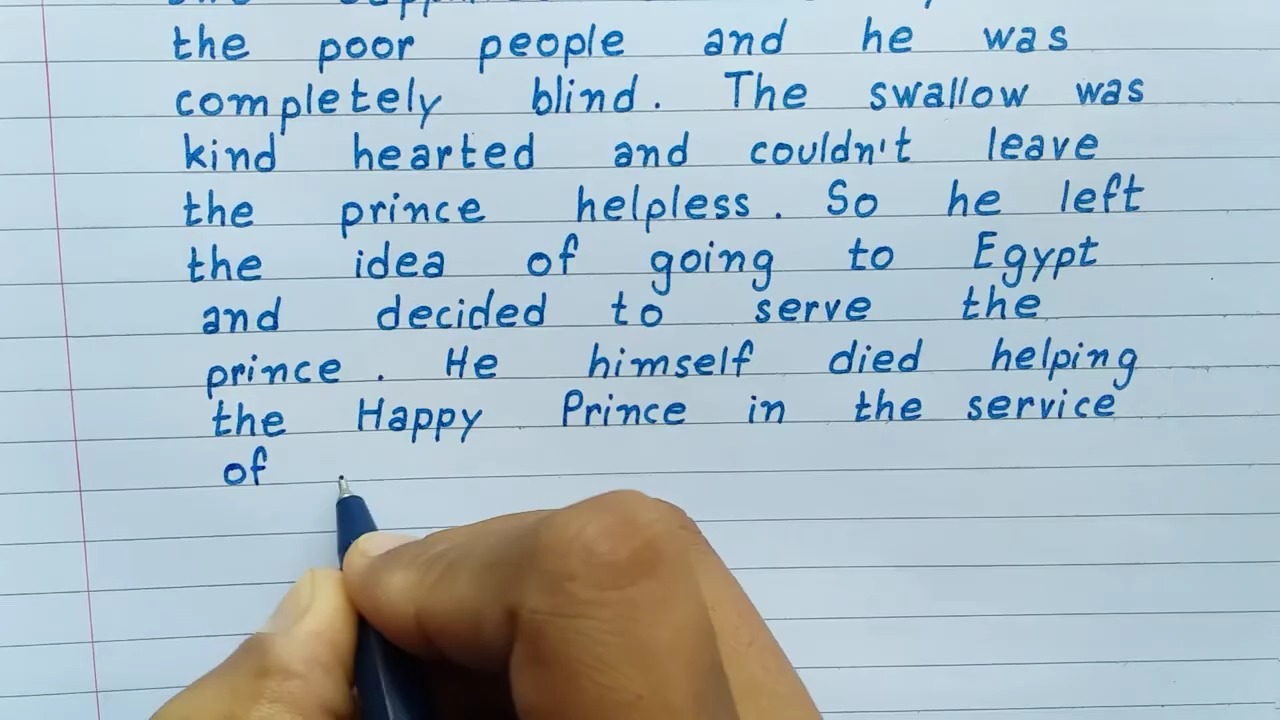 the poor people and he was
completely blind. The swallow was
kind hearted and couldn't leave
the prince helpless. So he left
the idea of going to Egypt
and decided to serve the
prince. He himself died helping
the Happy Prince in the service
of